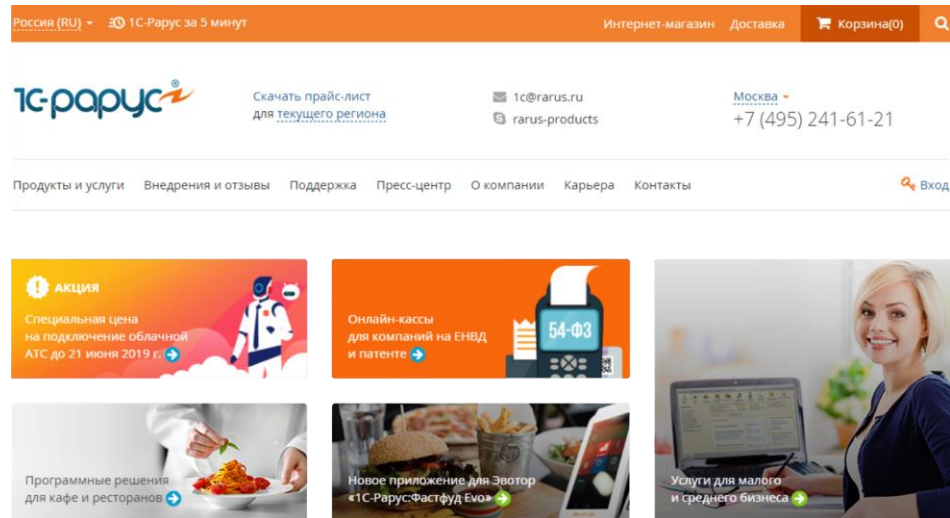 Россия (RU)
1С-Рарус за 5 минут
Интернет-магазин
Доставка
Корзина(0)
1С-рарус®
Скачать прайс-лист
для текущего региона
1c@rarus.ru
rarus-products
Москва
+7 (495) 241-61-21
Продукты и услуги
Внедрения и отзывы
Поддержка
Пресс-центр
О компании
Карьера
Контакты
Вход
! АКЦИЯ
Специальная цена
на подключение облачной
АТС до 21 июня 2019 г.
Онлайн-кассы
для компаний на ЕНВД
и патенте
54-ФЗ
Программные решения
для кафе и ресторанов
Новое приложение для Эвотор
«1С-Рарус:Фастфуд Evo»
Услуги для малого
и среднего бизнеса